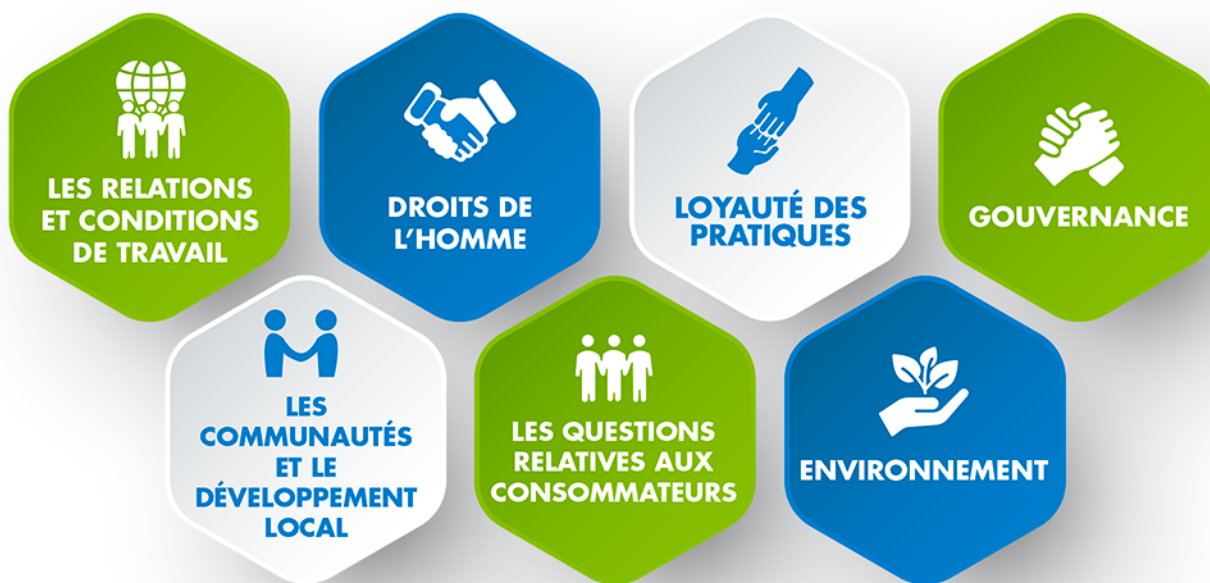 LES RELATIONS
ET CONDITIONS
DE TRAVAIL
DROITS DE
L'HOMME
LOYAUTÉ DES
PRATIQUES
GOUVERNANCE
LES
COMMUNAUTÉS
ET LE
DÉVELOPPEMENT
LOCAL
LES QUESTIONS
RELATIVES AUX
CONSOMMATEURS
ENVIRONNEMENT